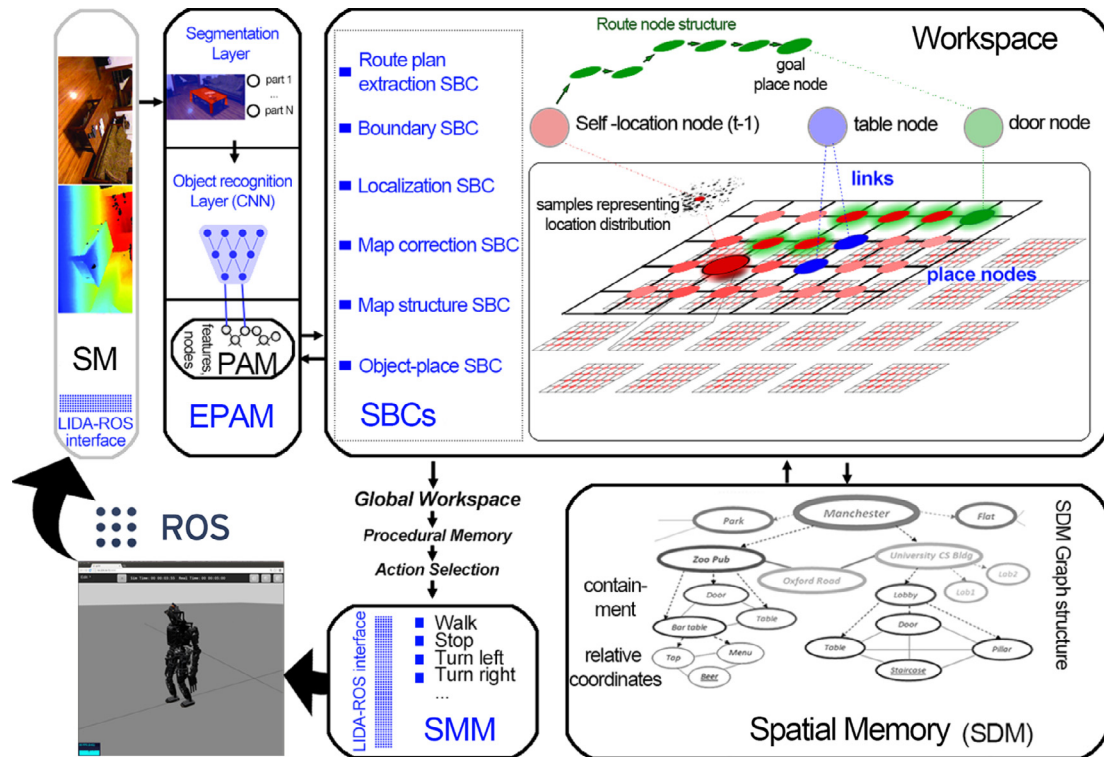 SM
LIDA-ROS
interface
Segmentation
Layer
part 1
...
part N
Object recognition
Layer (CNN)
features,
nodes
PAM
EPAM
Route plan
extraction SBC
Boundary SBC
Localization SBC
Map correction SBC
Map structure SBC
Object-place SBC
SBCs
Workspace
Route node structure
goal
place node
Self -location node (t-1)
table node
door node
links
samples representing
location distribution
place nodes
Global Workspace
Procedural Memory
Action Selection
ROS
LIDA-ROS interface
Walk
Stop
Turn left
Turn right
...
SMM
Park
Manchester
Flat
Zoo Pub
University CS Bldg
Oxford Road
Lab1
Lab2
Door
Lobby
Bar table
Table
Door
Tap
Menu
Table
Pillar
Beer
Staircase
contain-
ment
relative
coordinates
SDM Graph structure
Spatial Memory (SDM)